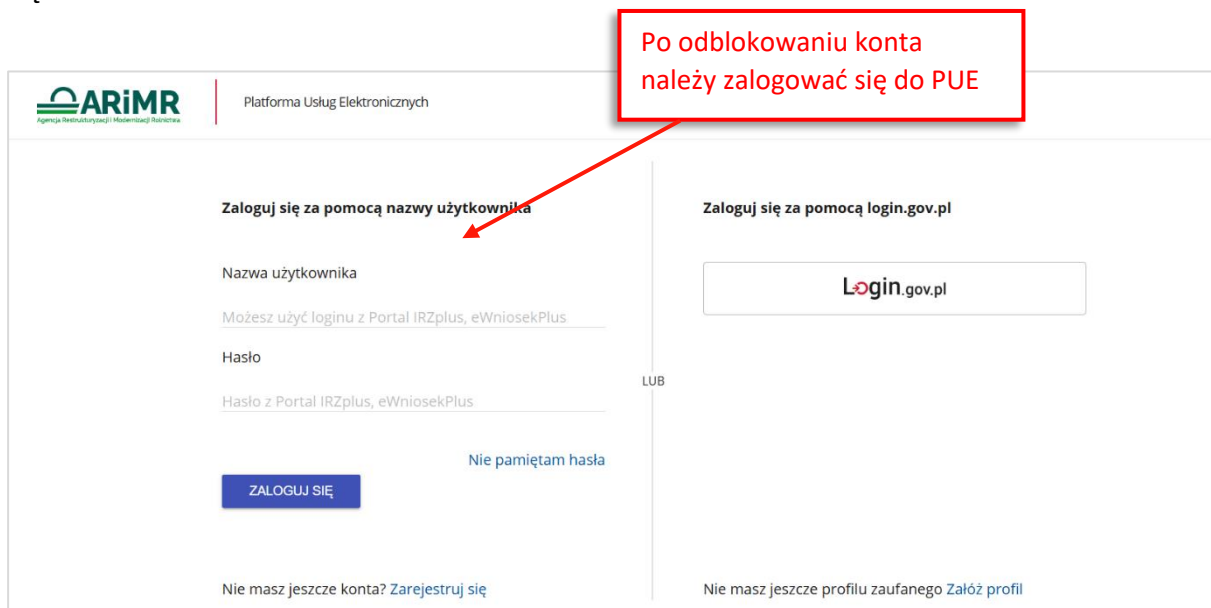 Po odblokowaniu konta
należy zalogować się do PUE
ARiMR
Agencja Restrukturyzacji i Modernizacji Rolnictwa
Platforma Usług Elektronicznych
Zaloguj się za pomocą nazwy użytkownika
Nazwa użytkownika
Możesz użyć loginu z Portal IRZplus, eWniosekPlus
Hasło
Hasło z Portal IRZplus, eWniosekPlus
Nie pamiętam hasła
ZALOGUJ SIĘ
Nie masz jeszcze konta? Zarejestruj się
LUB
Zaloguj się za pomocą login.gov.pl
Login.gov.pl
Nie masz jeszcze profilu zaufanego Załóż profil